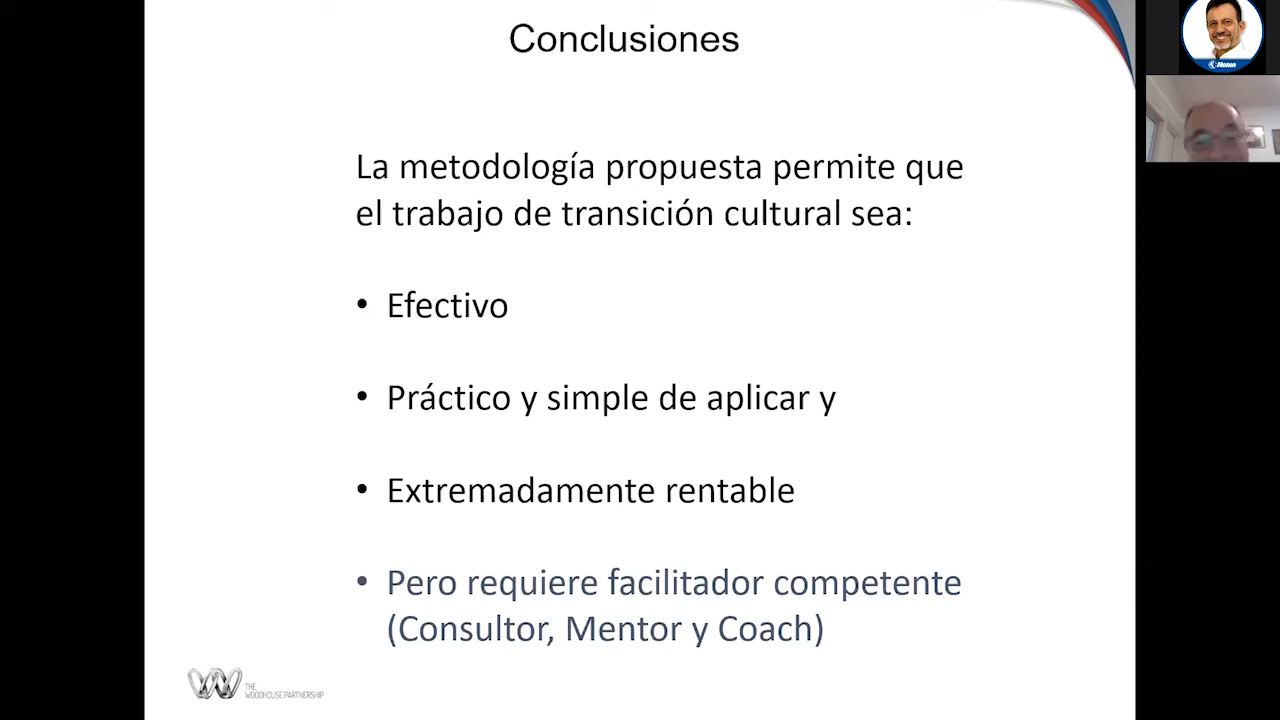 Conclusiones
La metodología propuesta permite que
el trabajo de transición cultural sea:
• Efectivo
• Práctico y simple de aplicar y
• Extremadamente rentable
• Pero requiere facilitador competente
(Consultor, Mentor y Coach)
THE
WOODHOUSE PARTNERSHIP